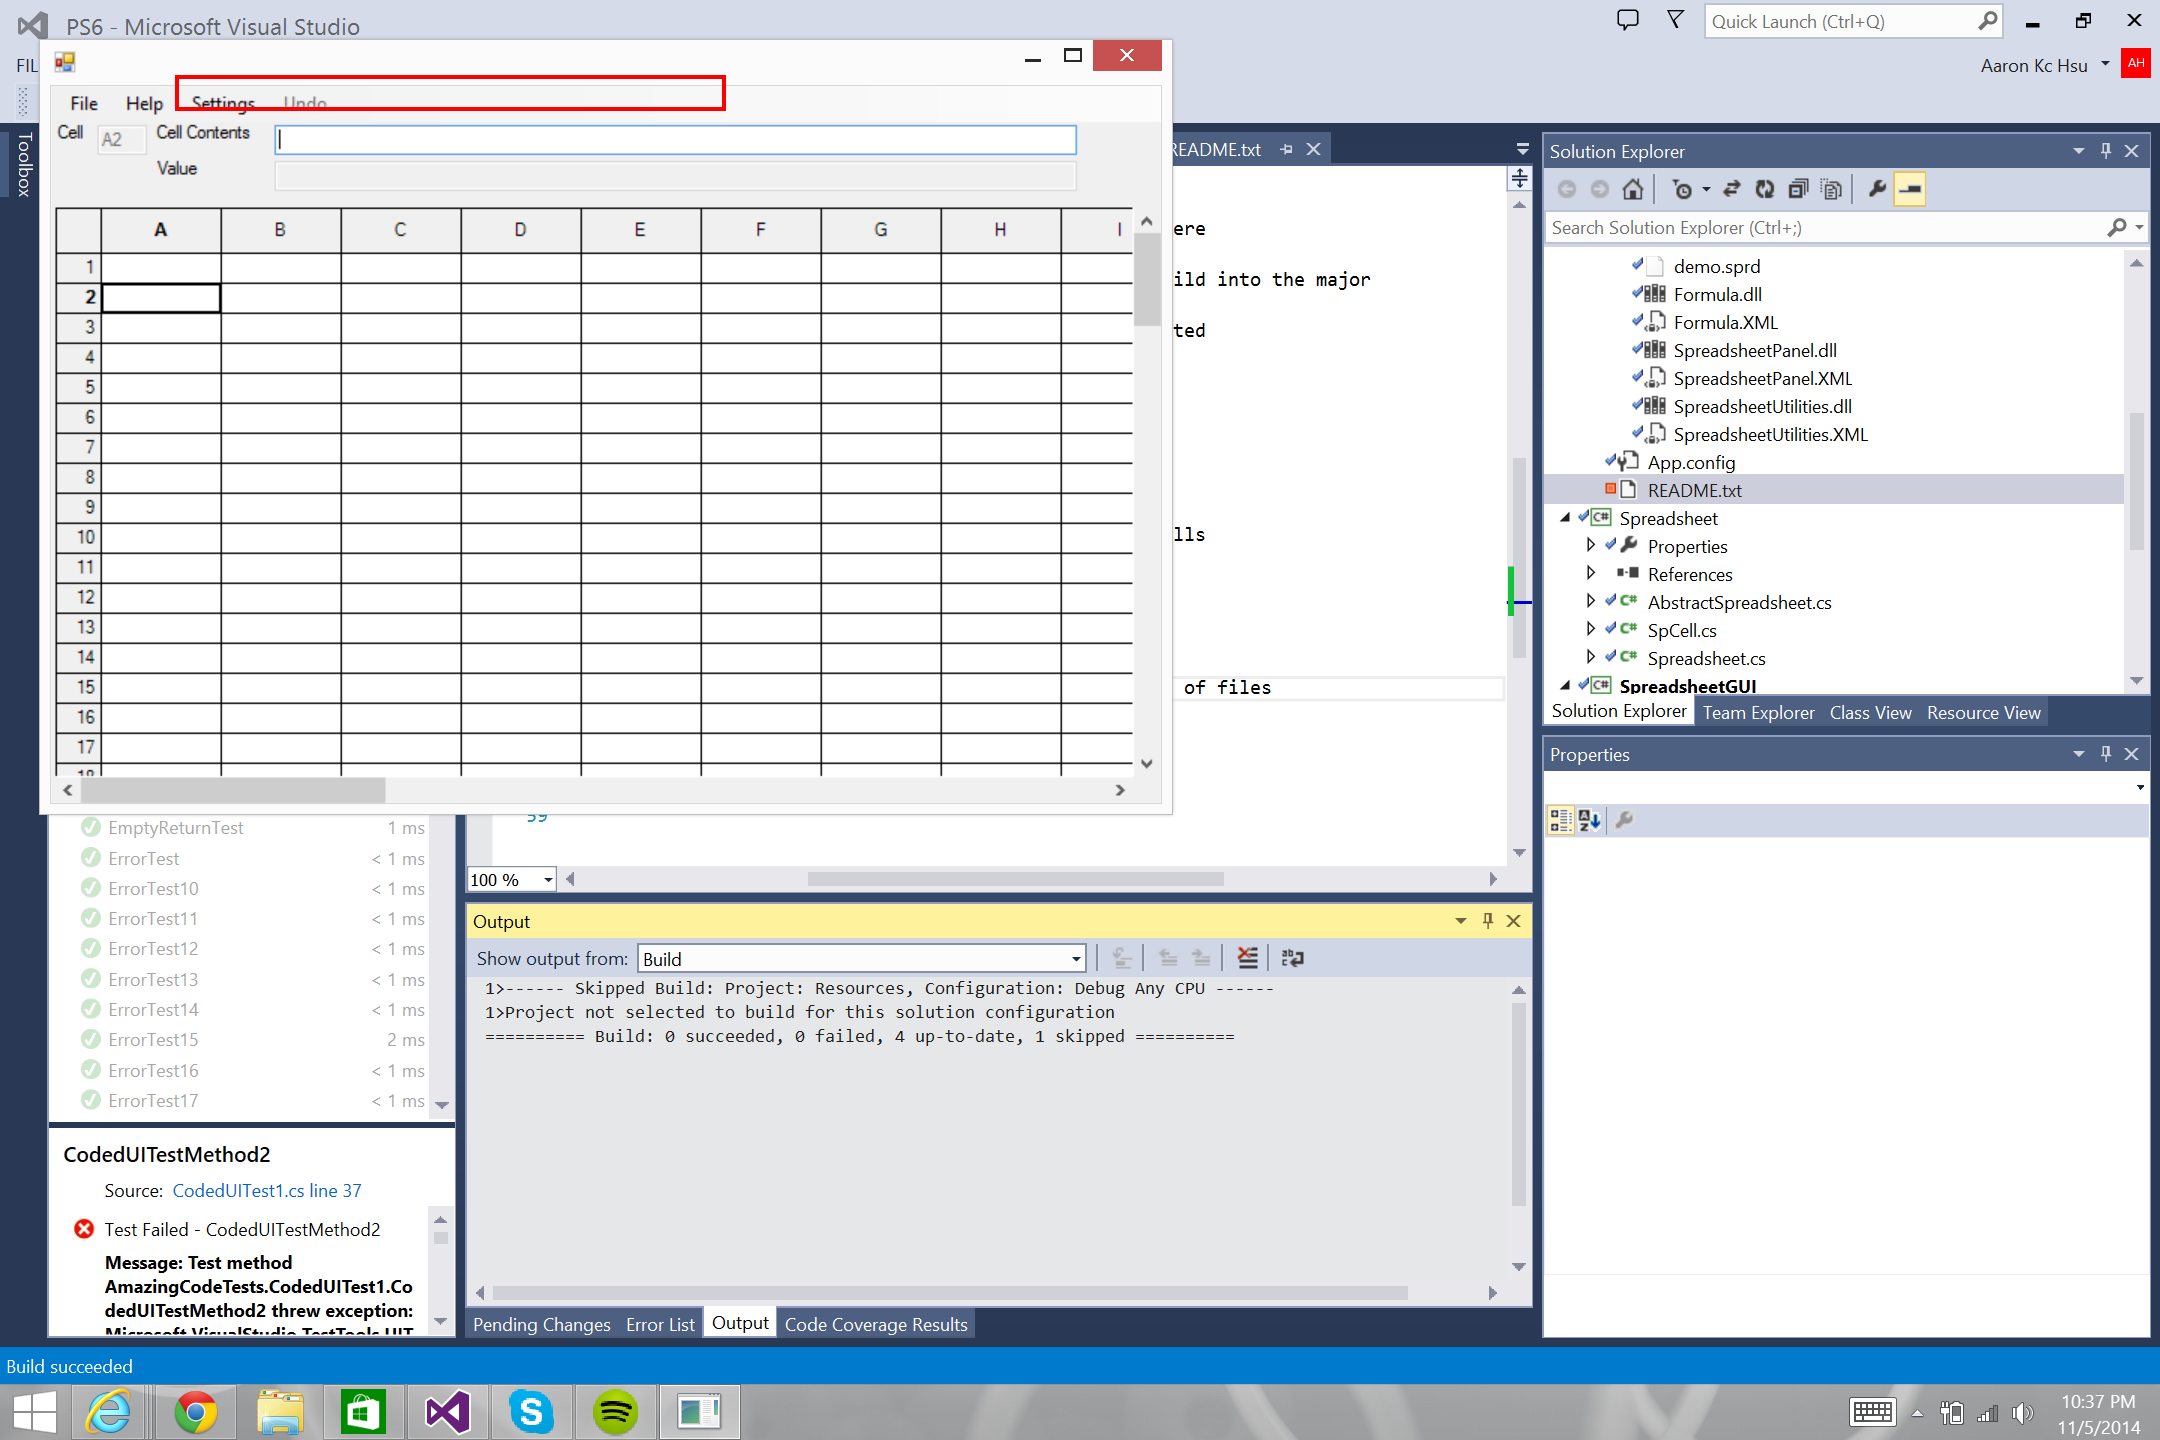 PS6 - Microsoft Visual Studio
Quick Launch (Ctrl+Q)
FIL
Aaron Kc Hsu
AH
File Help Settings Undo
Cell A2 Cell Contents
Value
Toolbox
README.txt
A B C D E F G H I
1
2
3
4
5
6
7
8
9
10
11
12
13
14
15
16
17
18
ere
ild into the major
ted
lls
of files
59
100 %
Solution Explorer
Search Solution Explorer (Ctrl+;)
demo.sprd
Formula.dll
Formula.XML
SpreadsheetPanel.dll
SpreadsheetPanel.XML
SpreadsheetUtilities.dll
SpreadsheetUtilities.XML
App.config
README.txt
C# Spreadsheet
Properties
References
C# AbstractSpreadsheet.cs
C# SpCell.cs
C# Spreadsheet.cs
C# SpreadsheetGUI
Solution Explorer Team Explorer Class View Resource View
Properties
EmptyReturnTest 1 ms
ErrorTest < 1 ms
ErrorTest10 < 1 ms
ErrorTest11 < 1 ms
ErrorTest12 < 1 ms
ErrorTest13 < 1 ms
ErrorTest14 < 1 ms
ErrorTest15 2 ms
ErrorTest16 < 1 ms
ErrorTest17 < 1 ms
CodedUITestMethod2
Source: CodedUITest1.cs line 37
Test Failed - CodedUITestMethod2
Message: Test method
AmazingCodeTests.CodedUITest1.Co
dedUITestMethod2 threw exception:
Microsoft.VisualStudio.TestTools.UIT
Output
Show output from: Build
1>------ Skipped Build: Project: Resources, Configuration: Debug Any CPU ------
1>Project not selected to build for this solution configuration
========== Build: 0 succeeded, 0 failed, 4 up-to-date, 1 skipped ==========
Pending Changes Error List Output Code Coverage Results
Build succeeded
10:37 PM
11/5/2014